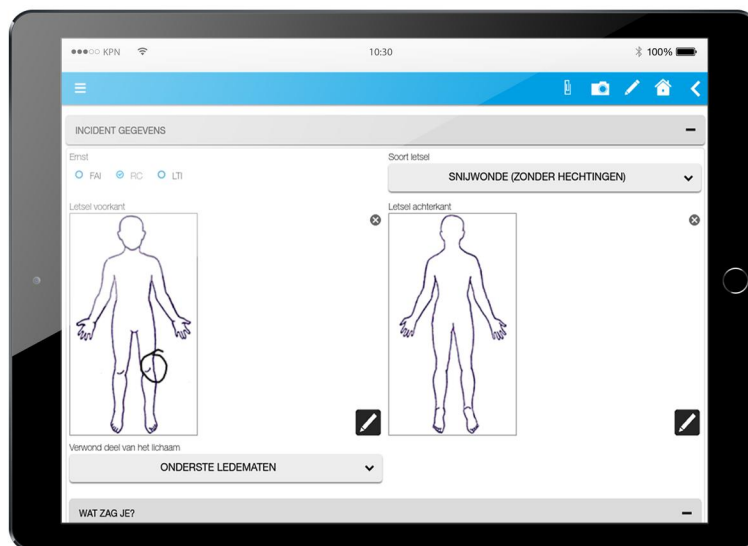 KPN 10:30 100%
INCIDENT GEGEVENS
Ernst
FAI RC LTI
Soort letsel
SNIJWONDE (ZONDER HECHTINGEN)
Letsel voorkant
Letsel achterkant
Verwond deel van het lichaam
ONDERSTE LEDEMATEN
WAT ZAG JE?